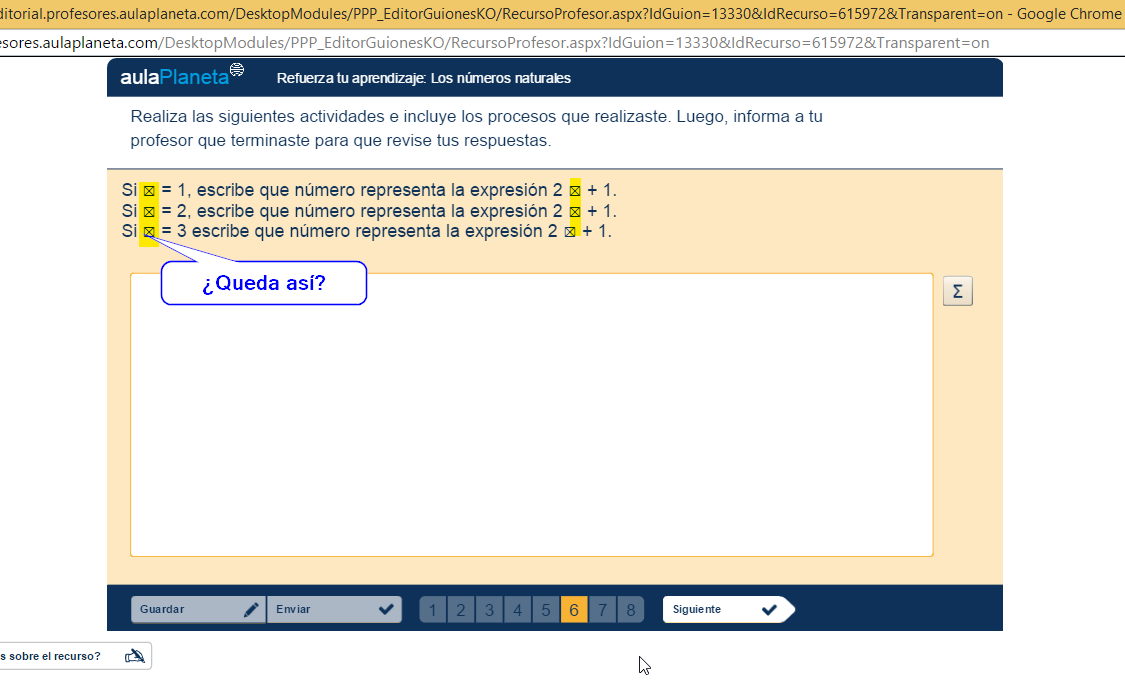 ditorial.profesores.aulaplaneta.com/DesktopModules/PPP_EditorGuionesKO/RecursoProfesor.aspx?IdGuion=13330&IdRecurso=615972&Transparent=on - Google Chrome
esores.aulaplaneta.com/DesktopModules/PPP_EditorGuionesKO/RecursoProfesor.aspx?IdGuion=13330&IdRecurso=615972&Transparent=on
aulaPlaneta Refuerza tu aprendizaje: Los números naturales
Realiza las siguientes actividades e incluye los procesos que realizaste. Luego, informa a tu
profesor que terminaste para que revise tus respuestas.
Si ☒ = 1, escribe que número representa la expresión 2 ☒ + 1.
Si ☒ = 2, escribe que número representa la expresión 2 ☒ + 1.
Si ☒ = 3 escribe que número representa la expresión 2 ☒ + 1.
¿Queda así?
Σ
Guardar Enviar 1 2 3 4 5 6 7 8 Siguiente
s sobre el recurso?